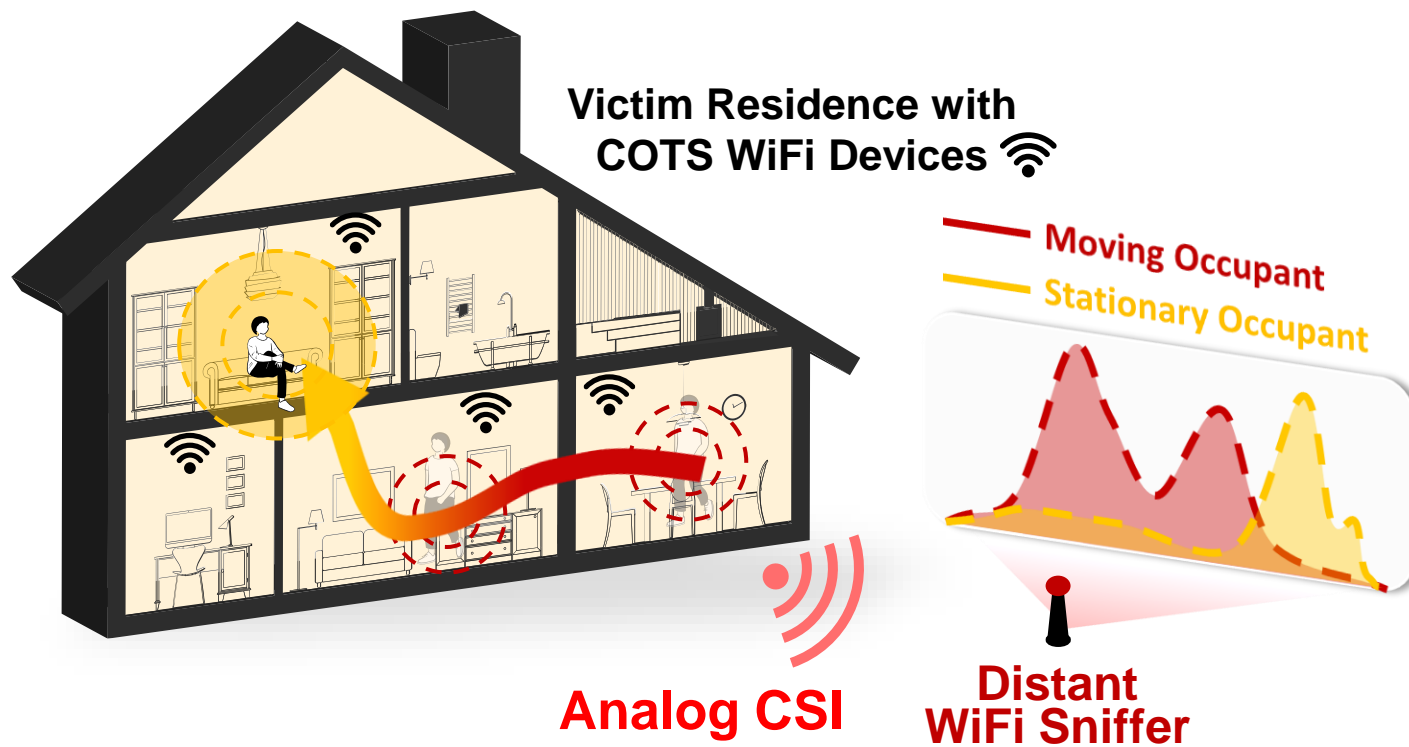 Victim Residence with
COTS WiFi Devices
Moving Occupant
Stationary Occupant
Analog CSI
Distant
WiFi Sniffer